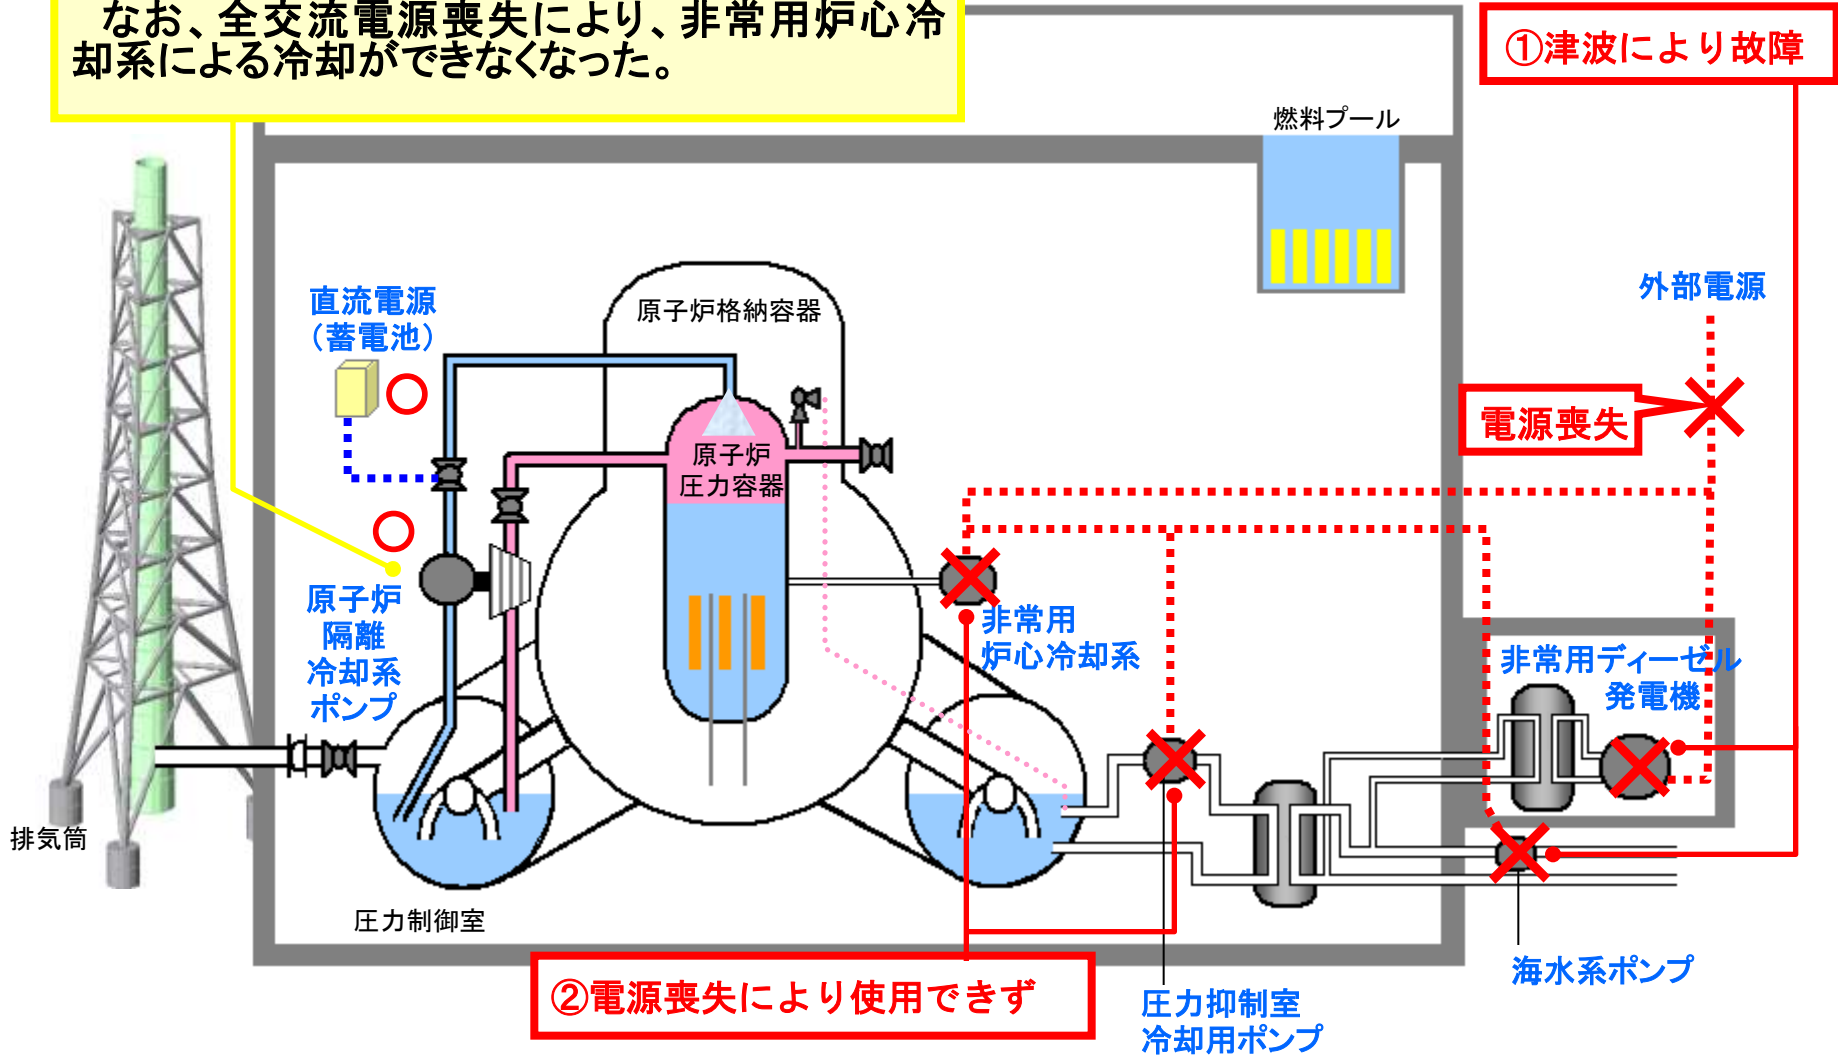 なお、全交流電源喪失により、非常用炉心冷
却系による冷却ができなくなった。
①津波により故障
燃料プール
外部電源
直流電源
（蓄電池）
原子炉格納容器
電源喪失
原子炉
圧力容器
原子炉
隔離
冷却系
ポンプ
非常用
炉心冷却系
非常用ディーゼル
発電機
排気筒
圧力制御室
②電源喪失により使用できず
海水系ポンプ
圧力抑制室
冷却用ポンプ